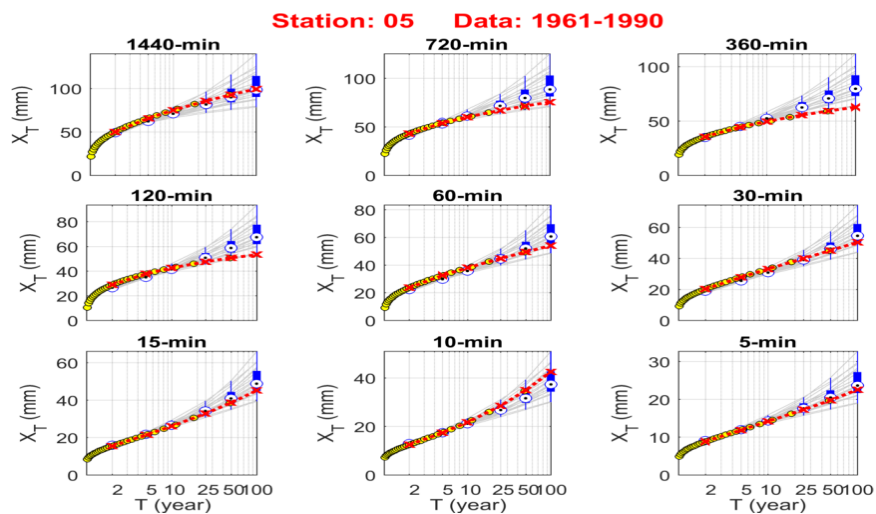 Station: 05 Data: 1961-1990
1440-min 720-min 360-min
X_T (mm) 100 50 0
X_T (mm) 100 50 0
X_T (mm) 100 50 0
120-min 60-min 30-min
X_T (mm) 80 60 40 20 0
X_T (mm) 80 60 40 20 0
X_T (mm) 60 40 20 0
15-min 10-min 5-min
X_T (mm) 60 40 20 0
X_T (mm) 40 20 0
X_T (mm) 30 20 10 0
2 5 10 25 50 100 2 5 10 25 50 100 2 5 10 25 50 100
T (year) T (year) T (year)